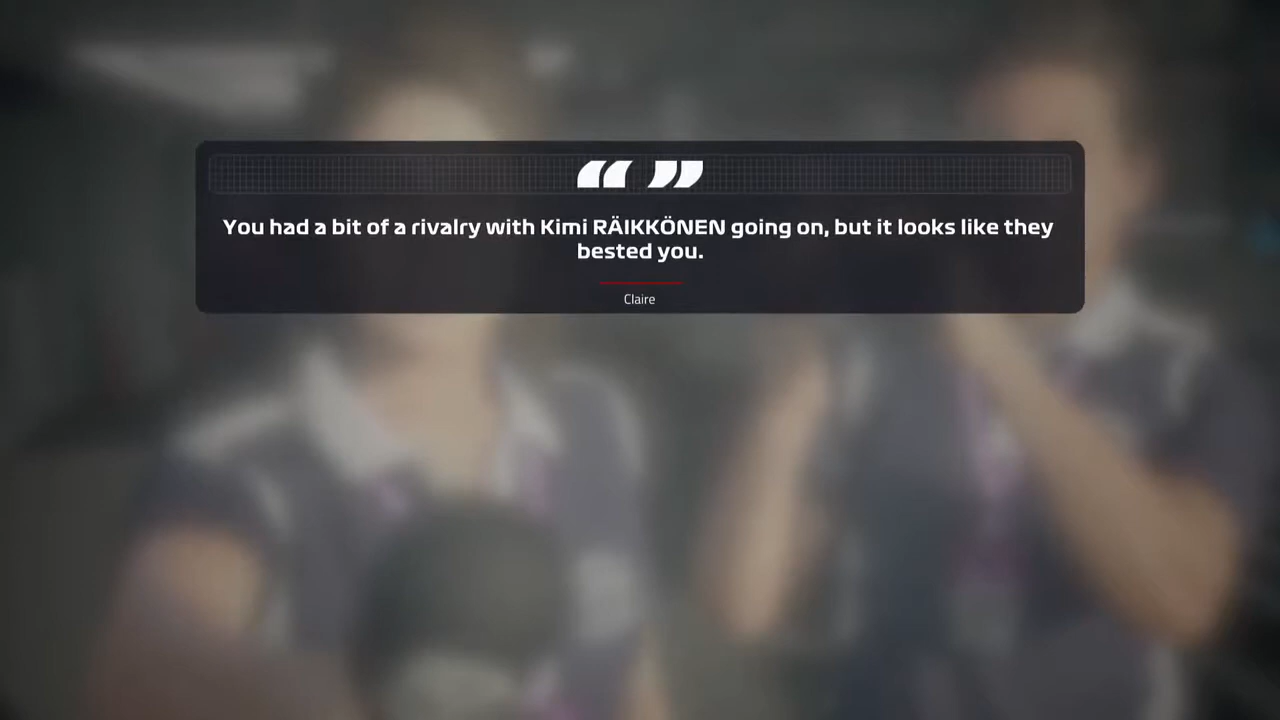 You had a bit of a rivalry with Kimi RÄIKKÖNEN going on, but it looks like they
bested you.
Claire